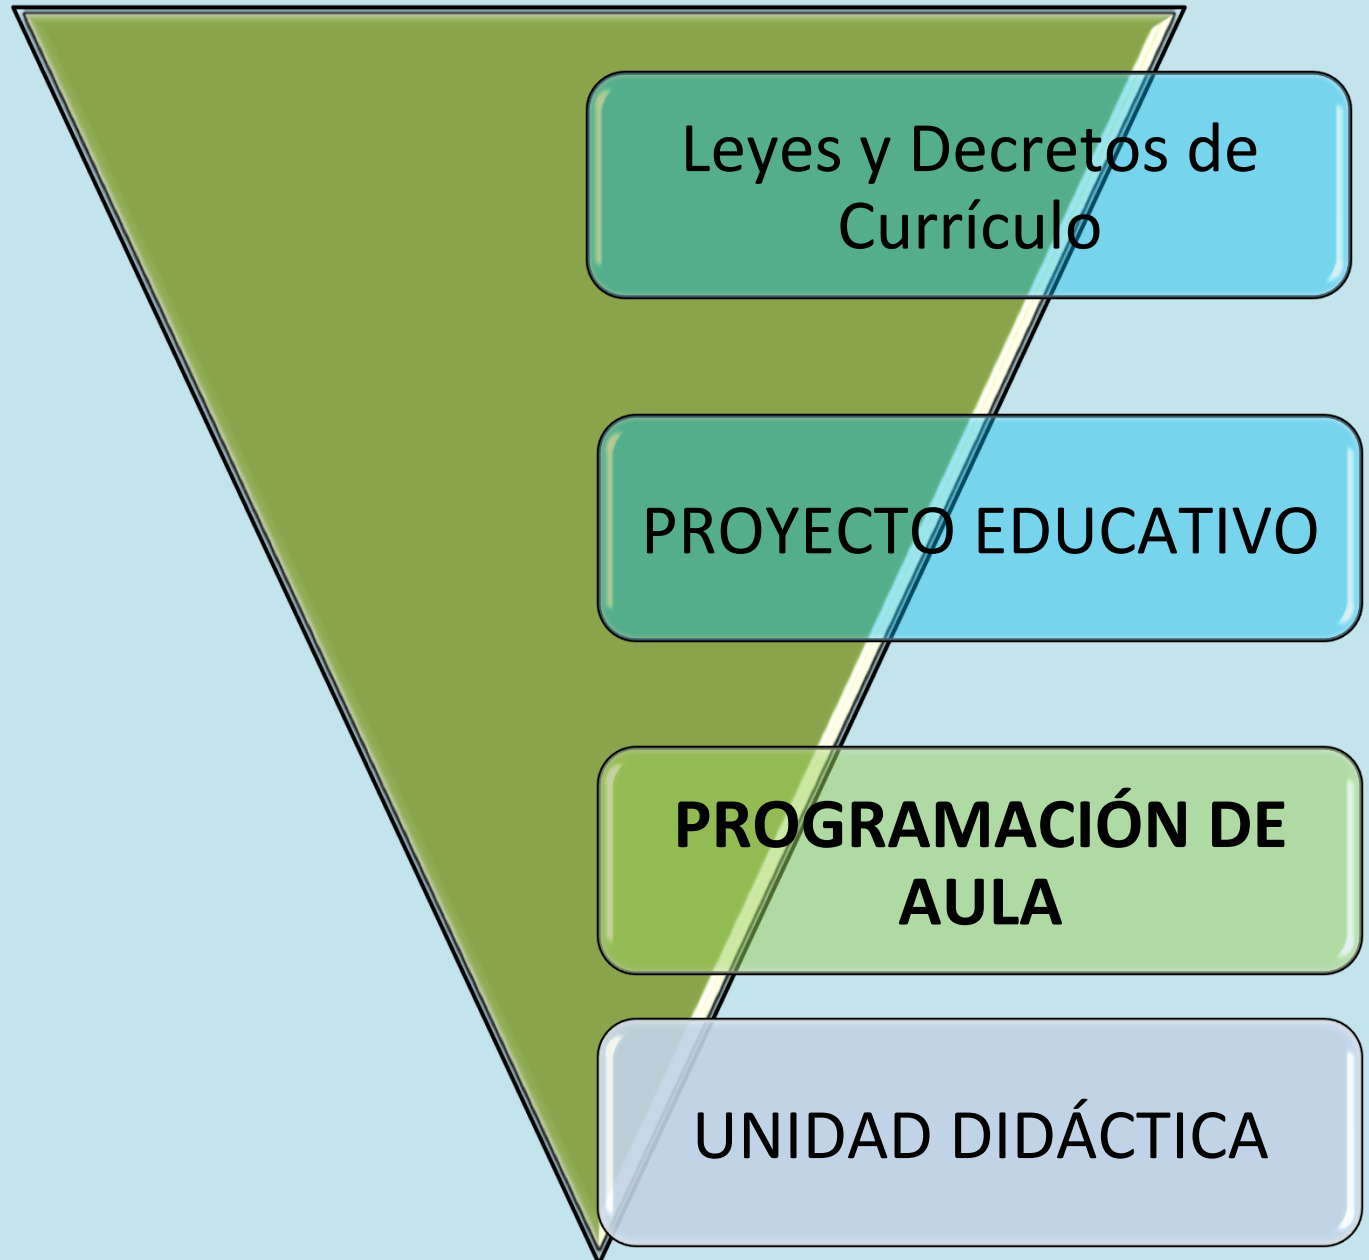 Leyes y Decretos de
Currículo
PROYECTO EDUCATIVO
PROGRAMACIÓN DE
AULA
UNIDAD DIDÁCTICA